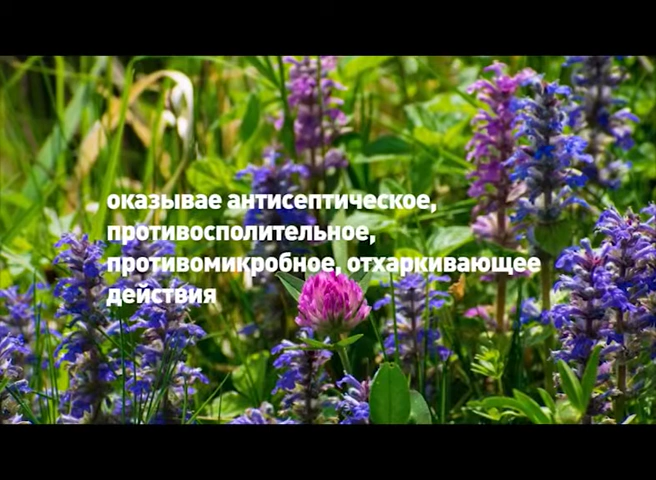 оказывае антисептическое,
противосполительное,
противомикробное, отхаркивающее
действия